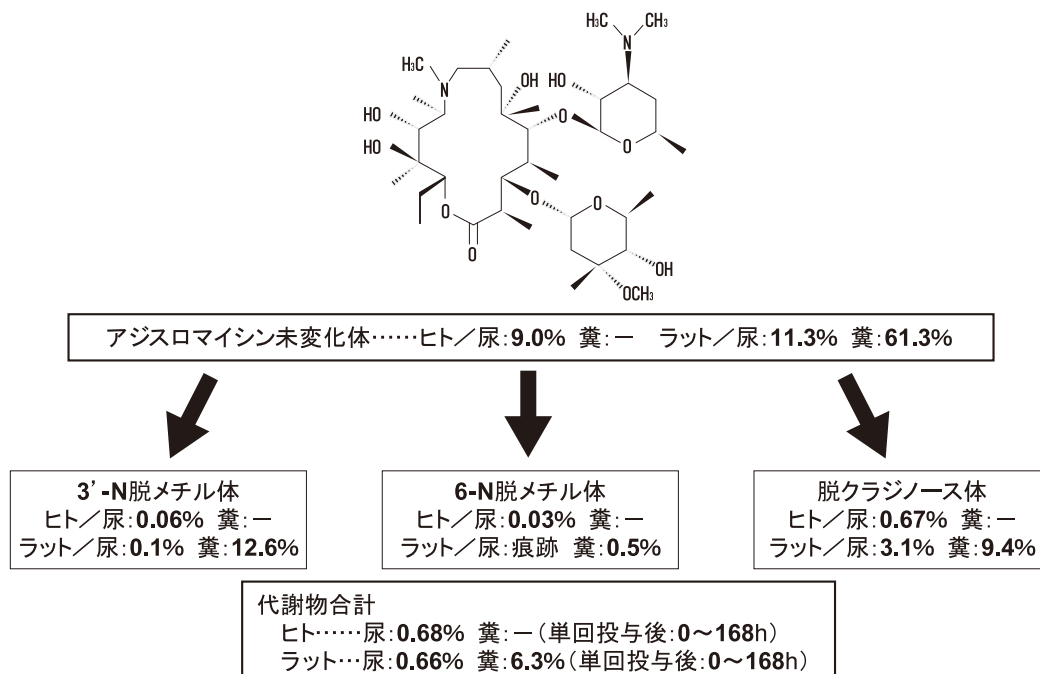 H₃C
CH₃
N
H₃C
N
OH
HO
HO
O
O
HO
O
O
O
O
OH
OCH₃
アジスロマイシン未変化体……ヒト／尿：9.0%　糞：－　ラット／尿：11.3%　糞：61.3%
3’-N脱メチル体
ヒト／尿：0.06%　糞：－
ラット／尿：0.1%　糞：12.6%
6-N脱メチル体
ヒト／尿：0.03%　糞：－
ラット／尿：痕跡　糞：0.5%
脱クラジノース体
ヒト／尿：0.67%　糞：－
ラット／尿：3.1%　糞：9.4%
代謝物合計
ヒト……尿：0.68%　糞：－（単回投与後：0～168h）
ラット…尿：0.66%　糞：6.3%（単回投与後：0～168h）